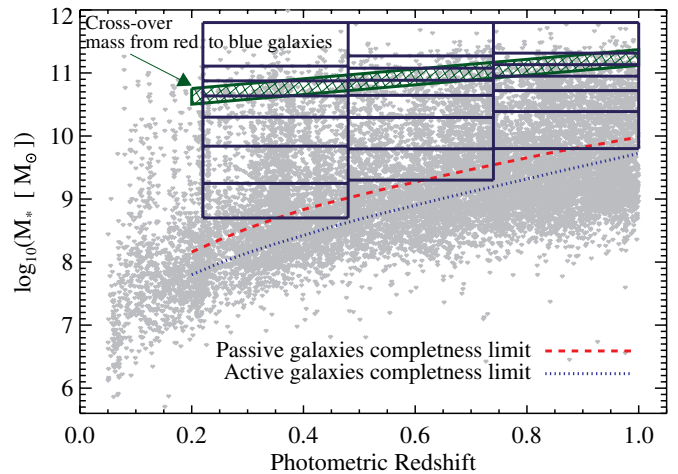 Cross-over
mass from red to blue galaxies
12
11
10
9
8
7
6
log10(M* [ M⊙])
Passive galaxies completness limit
Active galaxies completness limit
0.0 0.2 0.4 0.6 0.8 1.0
Photometric Redshift